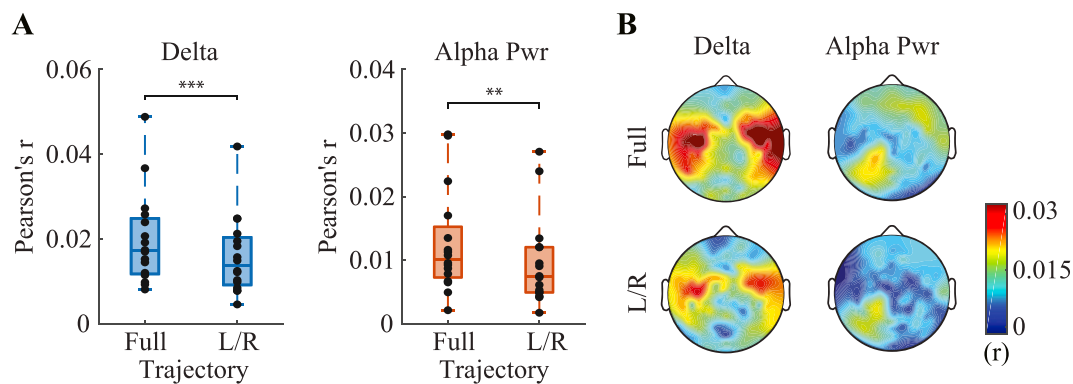 A
Delta
0.06
0.04
0.02
0
Pearson's r
***
Full
L/R
Trajectory
Alpha Pwr
0.04
0.03
0.02
0.01
0
Pearson's r
**
Full
L/R
Trajectory
B
Delta
Alpha Pwr
Full
L/R
0.03
0.015
0
(r)